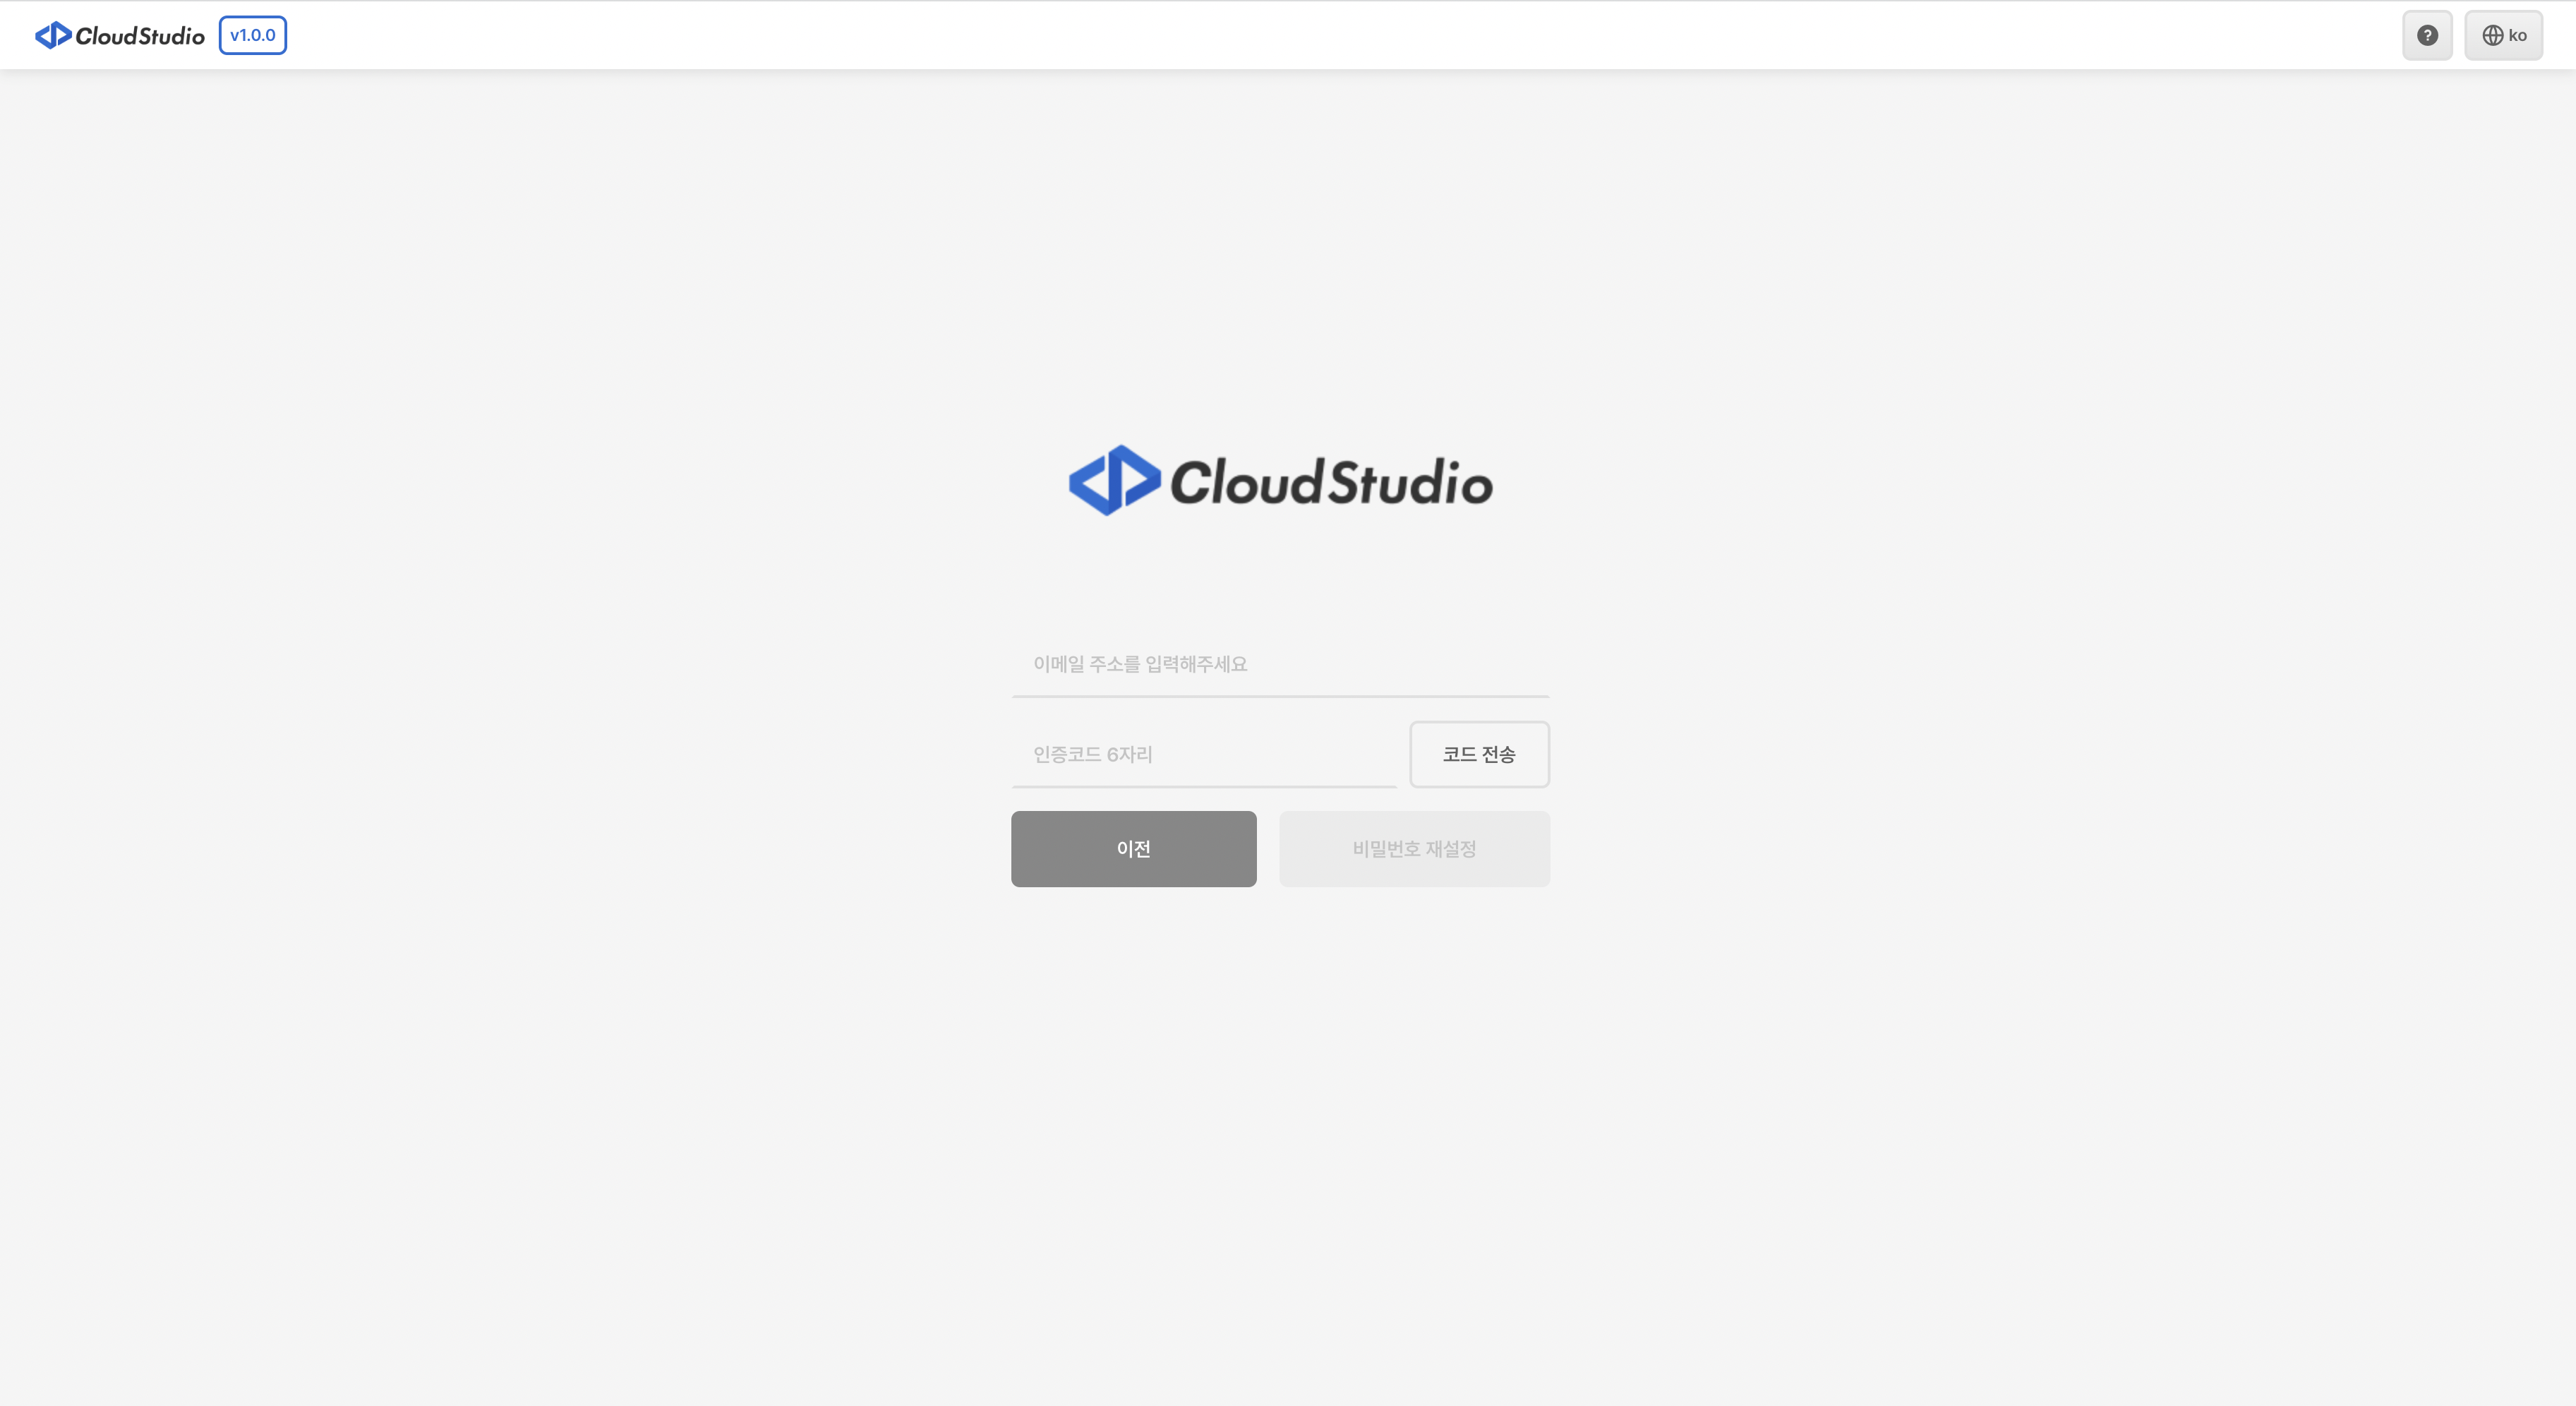 CloudStudio v1.0.0
? ko
CloudStudio
이메일 주소를 입력해주세요
인증코드 6자리 코드 전송
이전 비밀번호 재설정